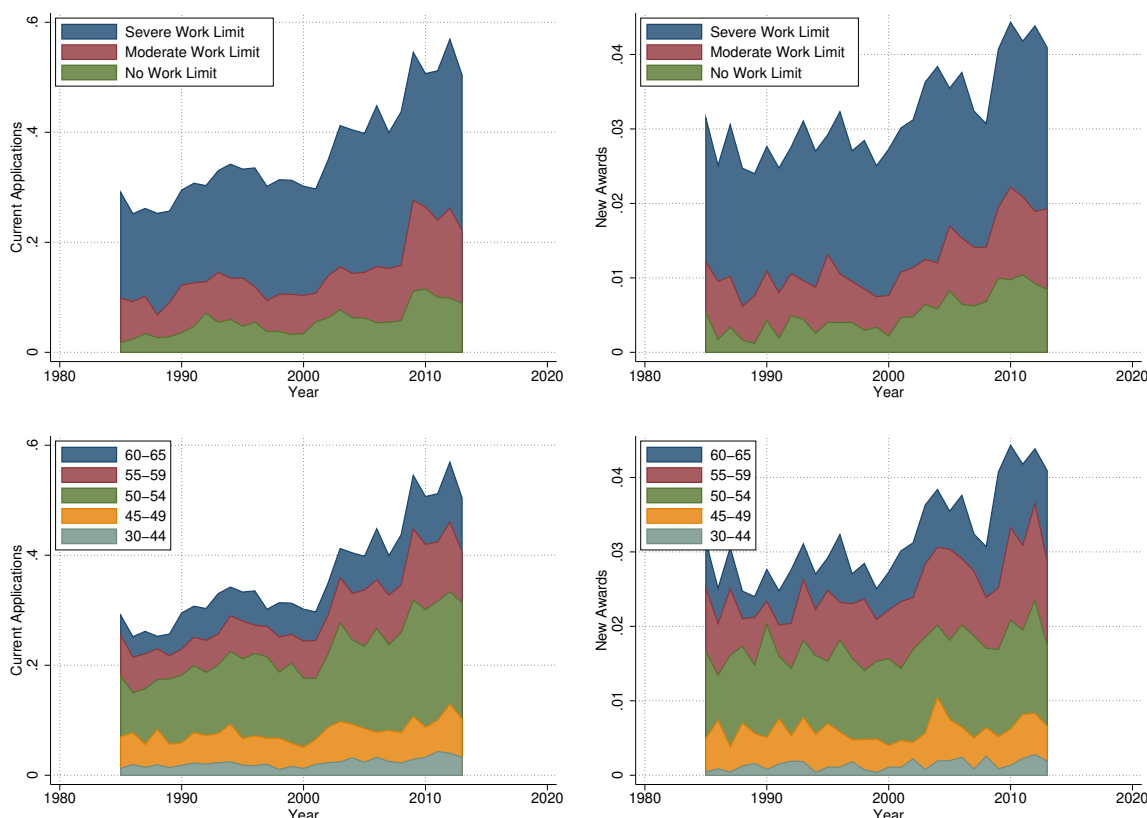 Severe Work Limit
Moderate Work Limit
No Work Limit
.6
.4
.2
0
Current Applications
1980 1990 2000 2010 2020
Year
Severe Work Limit
Moderate Work Limit
No Work Limit
.04
.03
.02
.01
0
New Awards
1980 1990 2000 2010 2020
Year
60−65
55−59
50−54
45−49
30−44
.6
.4
.2
0
Current Applications
1980 1990 2000 2010 2020
Year
60−65
55−59
50−54
45−49
30−44
.04
.03
.02
.01
0
New Awards
1980 1990 2000 2010 2020
Year